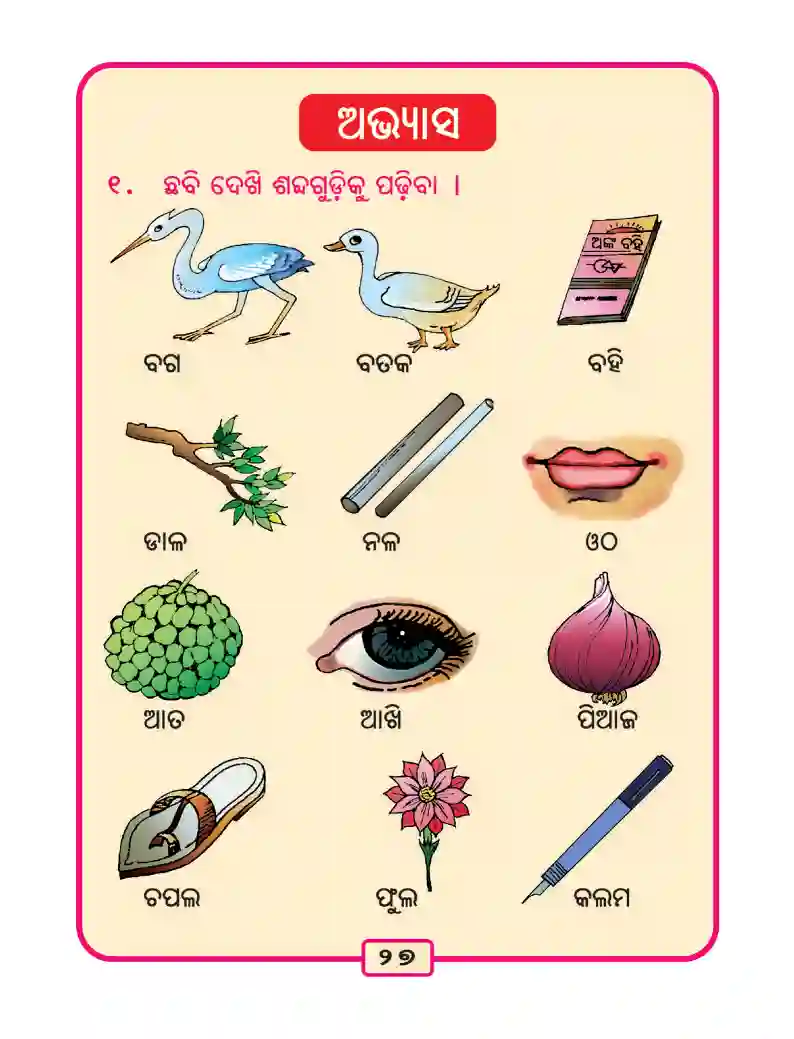 ଅଭ୍ୟାସ
୧. ଛବି ଦେଖି ଶବ୍ଦଗୁଡ଼ିକୁ ପଢ଼ିବା ।
ଅଙ୍କ ବହି
ବଗ ବତକ ବହି
ଡାଳ ନଳ ଓଠ
ଆତ ଆଖି ପିଆଜ
ଚପଲ ଫୁଲ କଲମ
୨୭